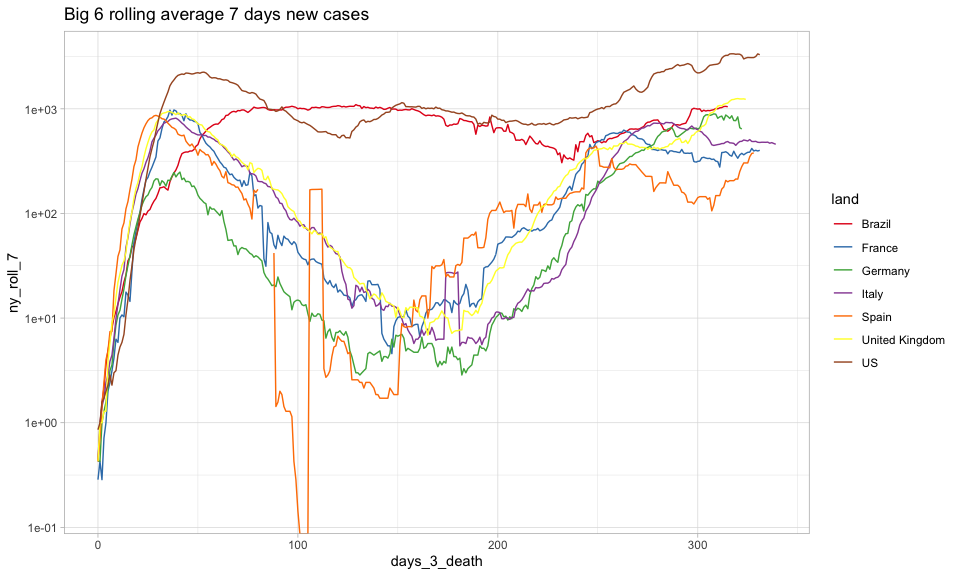 Big 6 rolling average 7 days new cases
ny_roll_7
1e+03
1e+02
1e+01
1e+00
1e-01
0
100
200
300
days_3_death
land
Brazil
France
Germany
Italy
Spain
United Kingdom
US